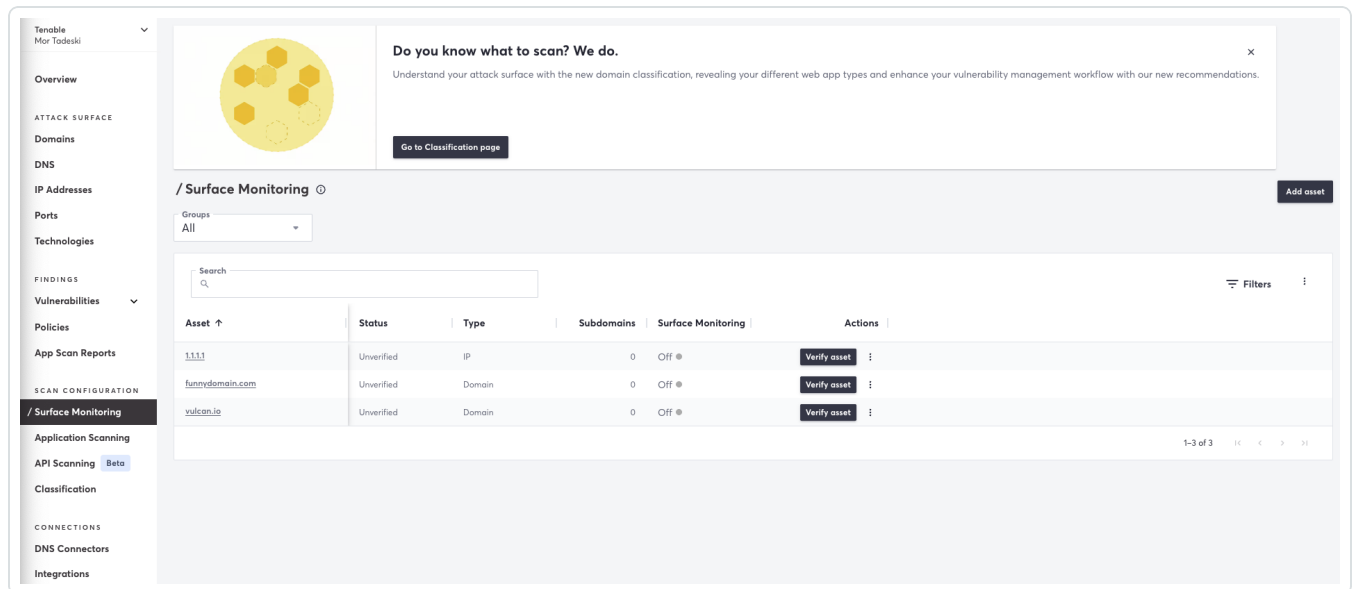 Tenable
Mor Tadeski
Overview
ATTACK SURFACE
Domains
DNS
IP Addresses
Ports
Technologies
FINDINGS
Vulnerabilities
Policies
App Scan Reports
SCAN CONFIGURATION
/ Surface Monitoring
Application Scanning
API Scanning Beta
Classification
CONNECTIONS
DNS Connectors
Integrations
Do you know what to scan? We do.
Understand your attack surface with the new domain classification, revealing your different web app types and enhance your vulnerability management workflow with our new recommendations.
Go to Classification page
/ Surface Monitoring
Add asset
Groups
All
Search
Filters
Asset Status Type Subdomains Surface Monitoring Actions
1.1.1.1 Unverified IP 0 Off Verify asset
funnydomain.com Unverified Domain 0 Off Verify asset
vulcan.io Unverified Domain 0 Off Verify asset
1–3 of 3